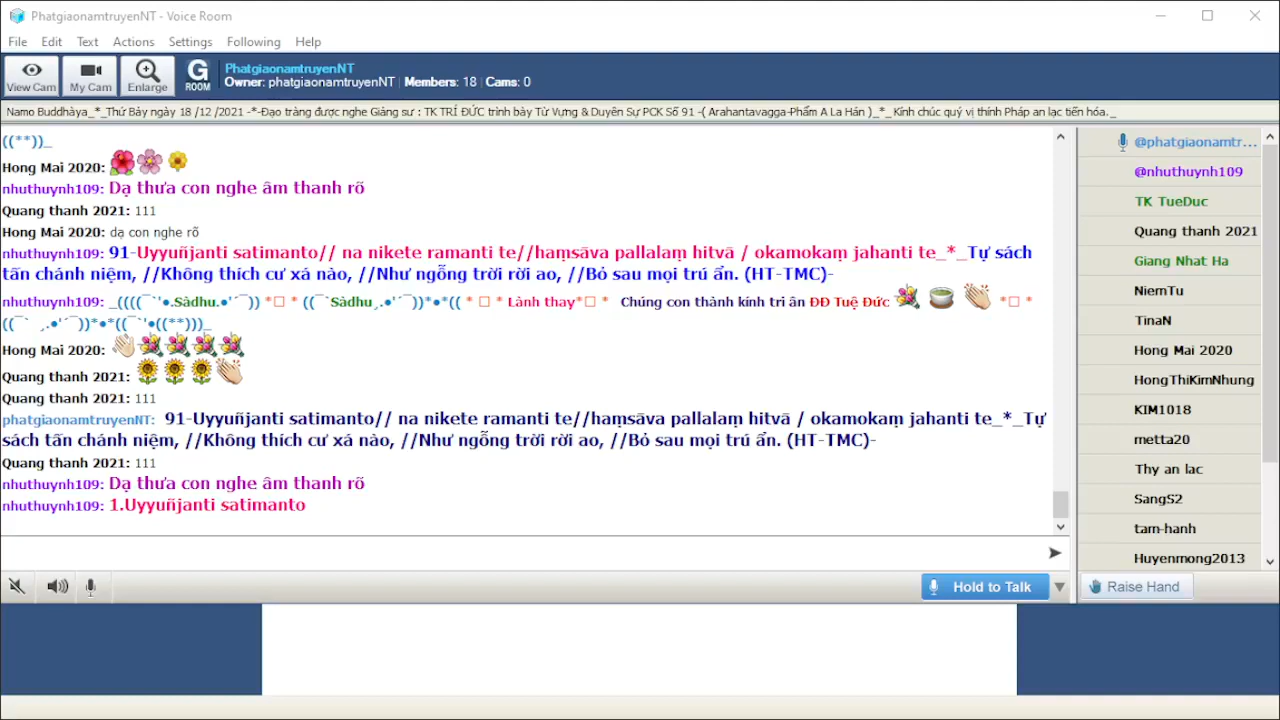 PhatgiaonamtruyenNT - Voice Room
File Edit Text Actions Settings Following Help
View Cam My Cam Enlarge G ROOM
PhatgiaonamtruyenNT
Owner: phatgiaonamtruyenNT | Members: 18 | Cams: 0
Namo Buddhàya_*_Thứ Bảy ngày 18 /12 /2021 -*-Đạo tràng được nghe Giảng sư : TK TRÍ ĐỨC trình bày Từ Vựng & Duyên Sự PCK Số 91 -( Arahantavagga-Phẩm A La Hán )_*_ Kính chúc quý vị thính Pháp an lạc tiến hóa._
((**))_
Hong Mai 2020:
nhuthuynh109: Dạ thưa con nghe âm thanh rõ
Quang thanh 2021: 111
Hong Mai 2020: dạ con nghe rõ
nhuthuynh109: 91-Uyyuñjanti satimanto// na nikete ramanti te//haṃsāva pallalaṃ hitvā / okamokaṃ jahanti te_*_Tự sách
tấn chánh niệm, //Không thích cư xá nào, //Như ngỗng trời rời ao, //Bỏ sau mọi trú ẩn. (HT-TMC)-
nhuthuynh109: _((((¯`'•.Sàdhu.•'´¯)) *□ * ((¯`Sàdhu¸.•'´¯))*•*(( * □ * Lành thay*□ * Chúng con thành kính tri ân ĐĐ Tuệ Đức *□ *
((¯` ¸.•'´¯))*•*((¯`'•((**)))_
Hong Mai 2020:
Quang thanh 2021:
Quang thanh 2021: 111
phatgiaonamtruyenNT: 91-Uyyuñjanti satimanto// na nikete ramanti te//haṃsāva pallalaṃ hitvā / okamokaṃ jahanti te_*_Tự
sách tấn chánh niệm, //Không thích cư xá nào, //Như ngỗng trời rời ao, //Bỏ sau mọi trú ẩn. (HT-TMC)-
Quang thanh 2021: 111
nhuthuynh109: Dạ thưa con nghe âm thanh rõ
nhuthuynh109: 1.Uyyuñjanti satimanto
@phatgiaonamtr...
@nhuthuynh109
TK TueDuc
Quang thanh 2021
Giang Nhat Ha
NiemTu
TinaN
Hong Mai 2020
HongThiKimNhung
KIM1018
metta20
Thy an lac
SangS2
tam-hanh
Huyenmong2013
Hold to Talk
Raise Hand